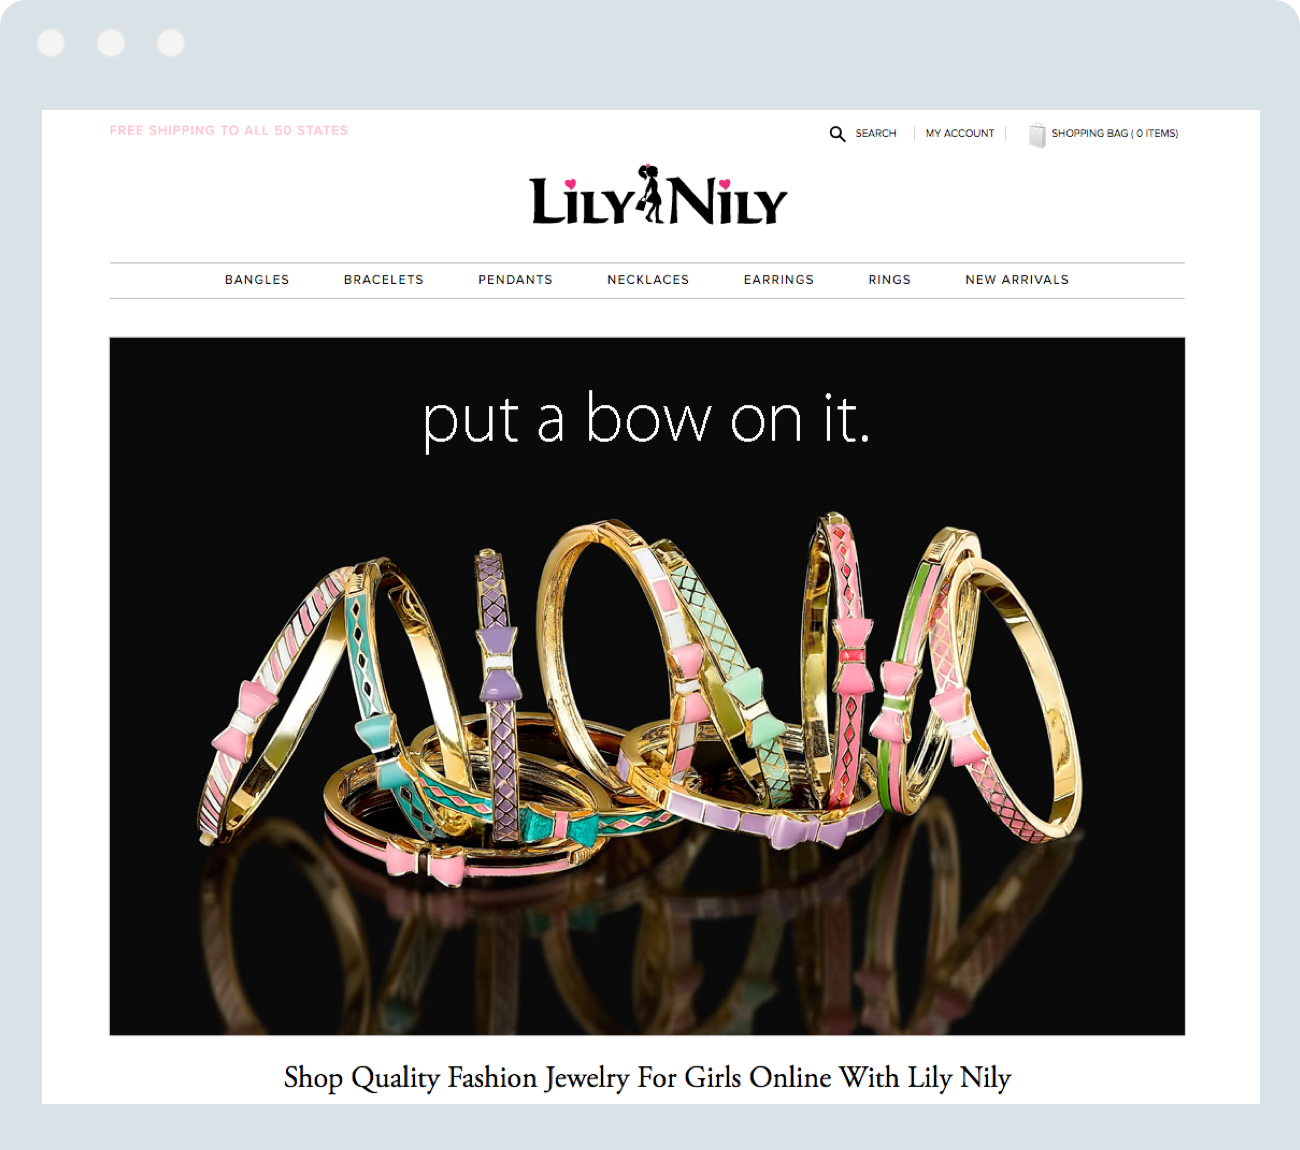 FREE SHIPPING TO ALL 50 STATES
SEARCH
MY ACCOUNT
SHOPPING BAG ( 0 ITEMS)
LILY NILY
BANGLES
BRACELETS
PENDANTS
NECKLACES
EARRINGS
RINGS
NEW ARRIVALS
put a bow on it.
Shop Quality Fashion Jewelry For Girls Online With Lily Nily